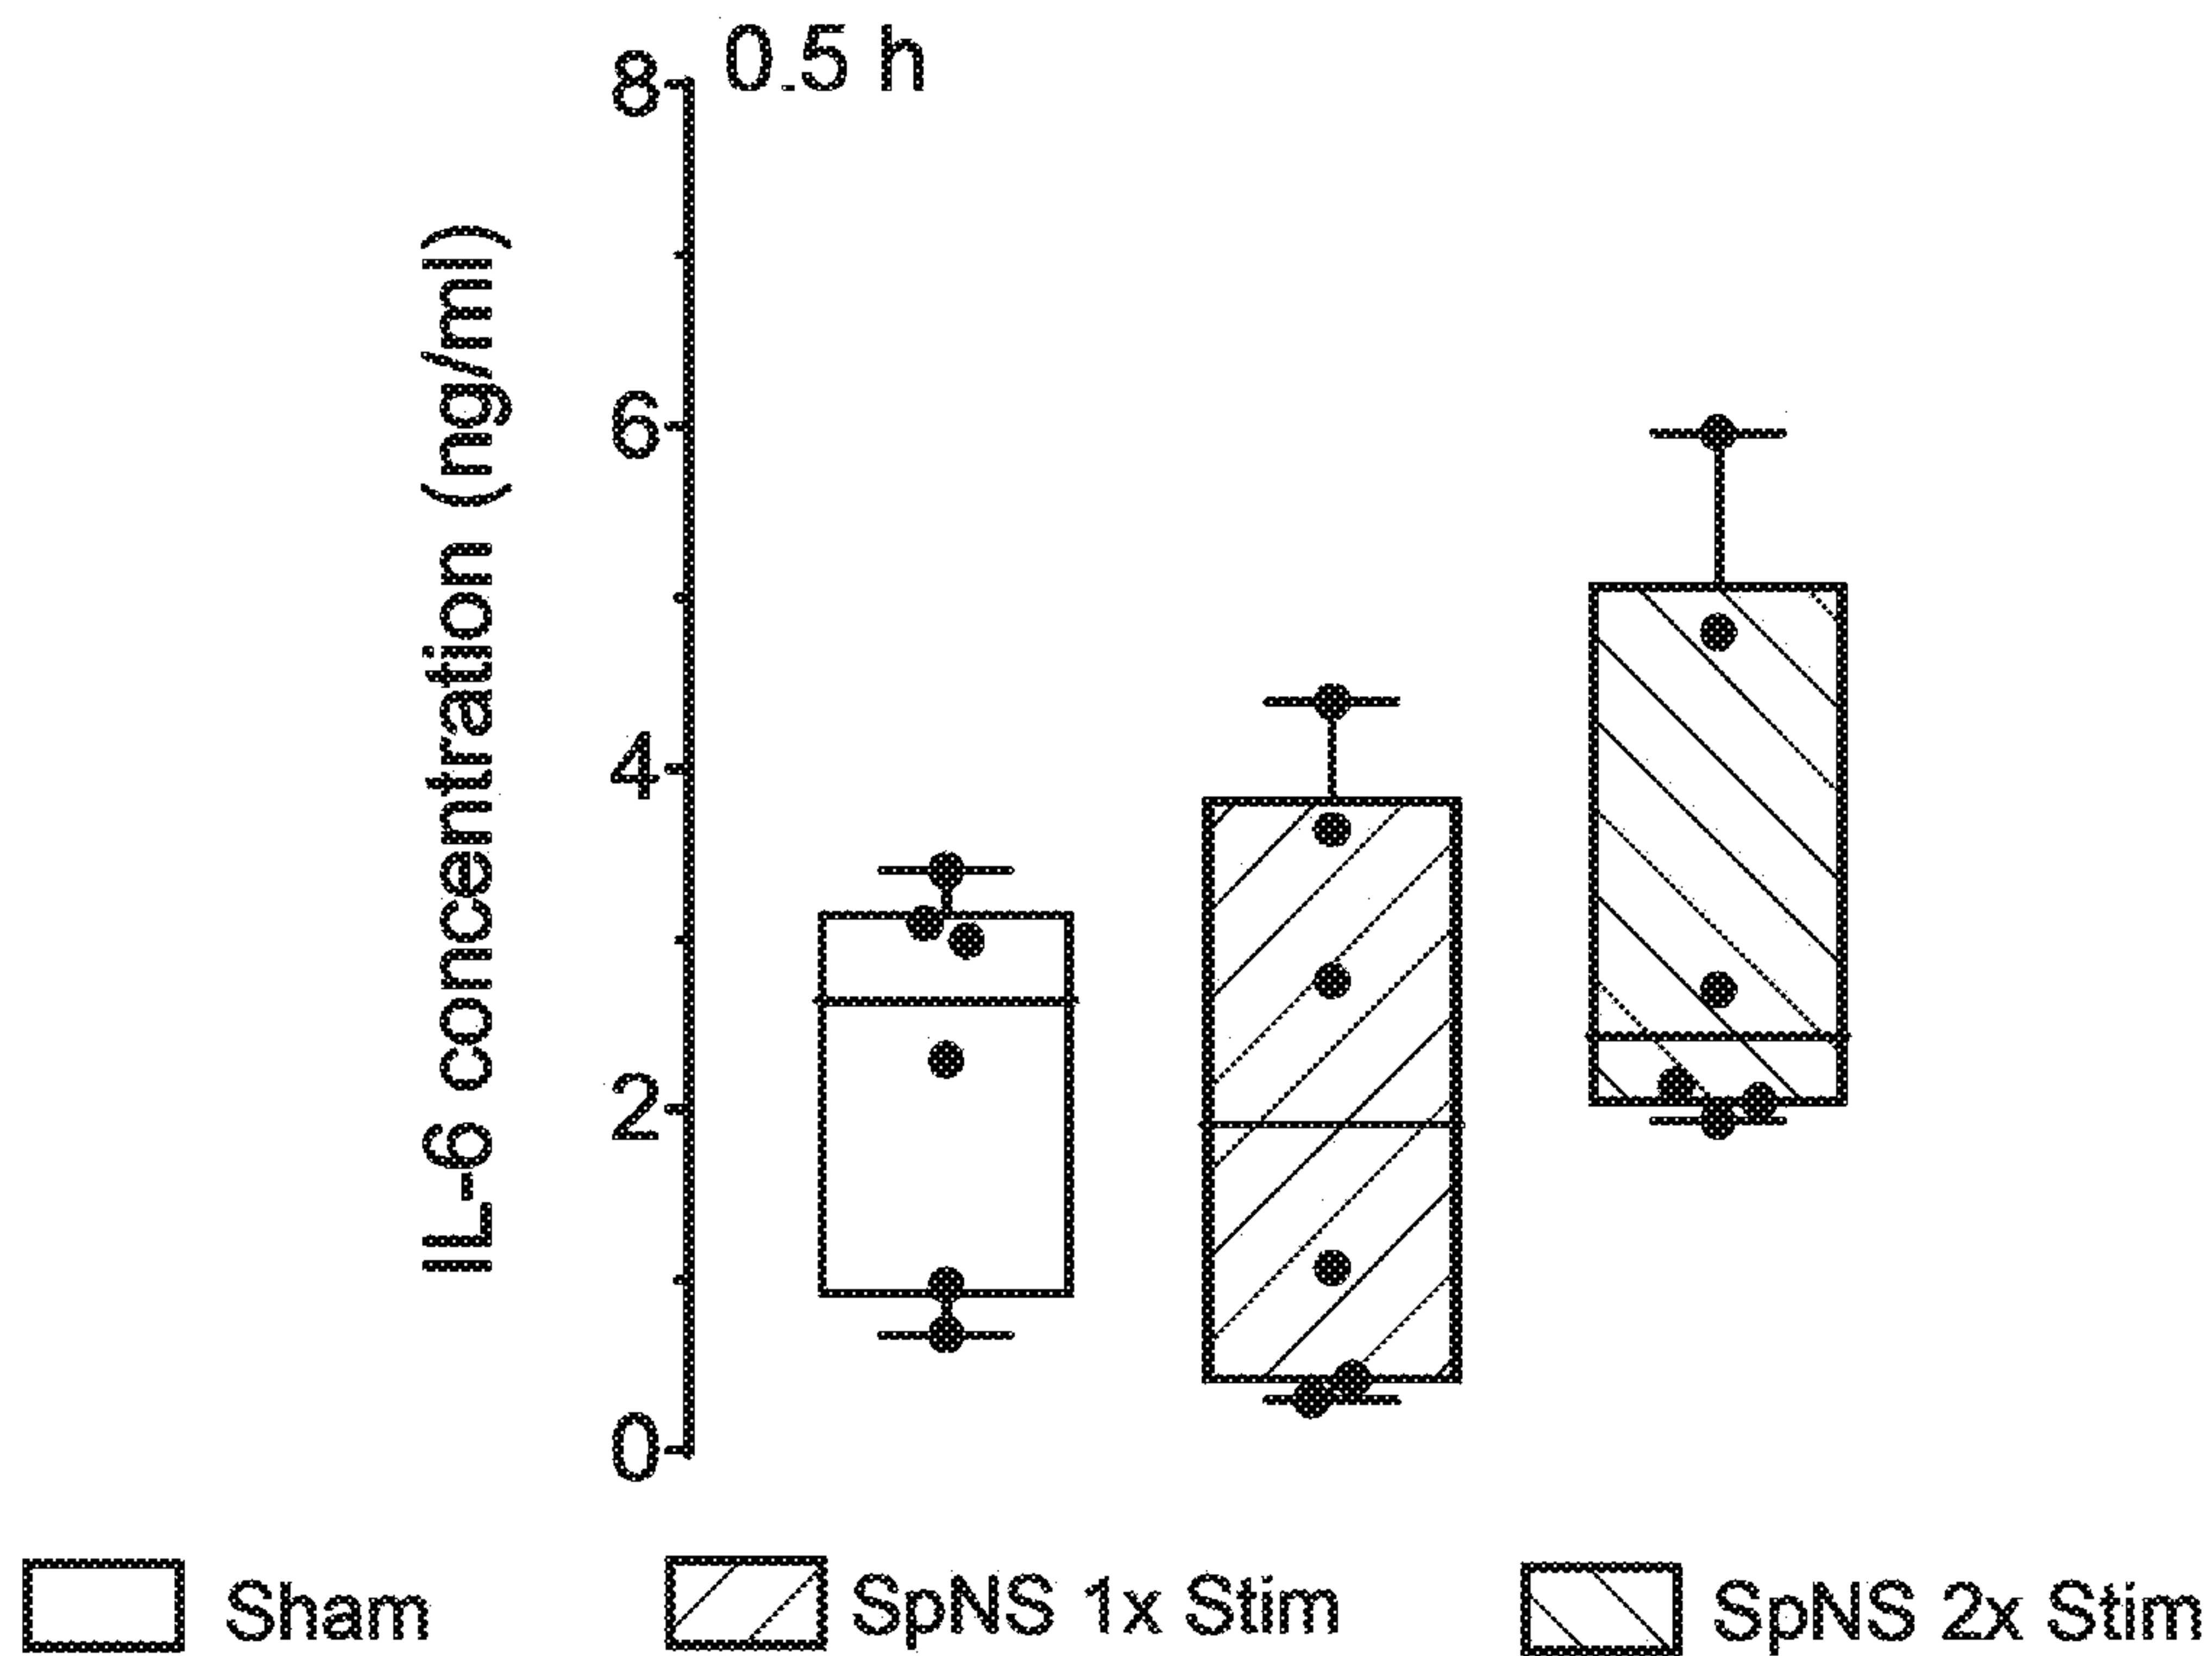 0.5 h
IL-6 concentration (ng/ml)
8
6
4
2
0
Sham
SpNS 1x Stim
SpNS 2x Stim